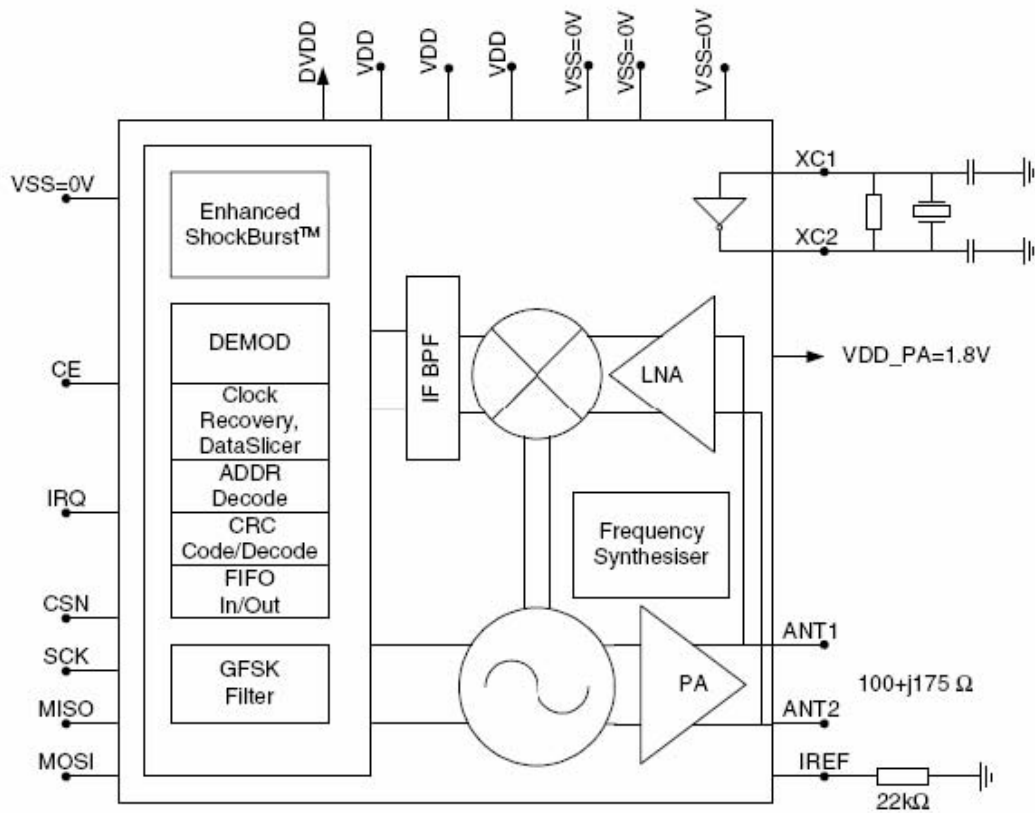 DVDD
VDD
VDD
VDD
VSS=0V
VSS=0V
VSS=0V
VSS=0V
CE
IRQ
CSN
SCK
MISO
MOSI
Enhanced
ShockBurst™
DEMOD
Clock
Recovery,
DataSlicer
ADDR
Decode
CRC
Code/Decode
FIFO
In/Out
GFSK
Filter
IF BPF
LNA
Frequency
Synthesiser
PA
XC1
XC2
VDD_PA=1.8V
ANT1
100+j175 Ω
ANT2
IREF
22kΩ